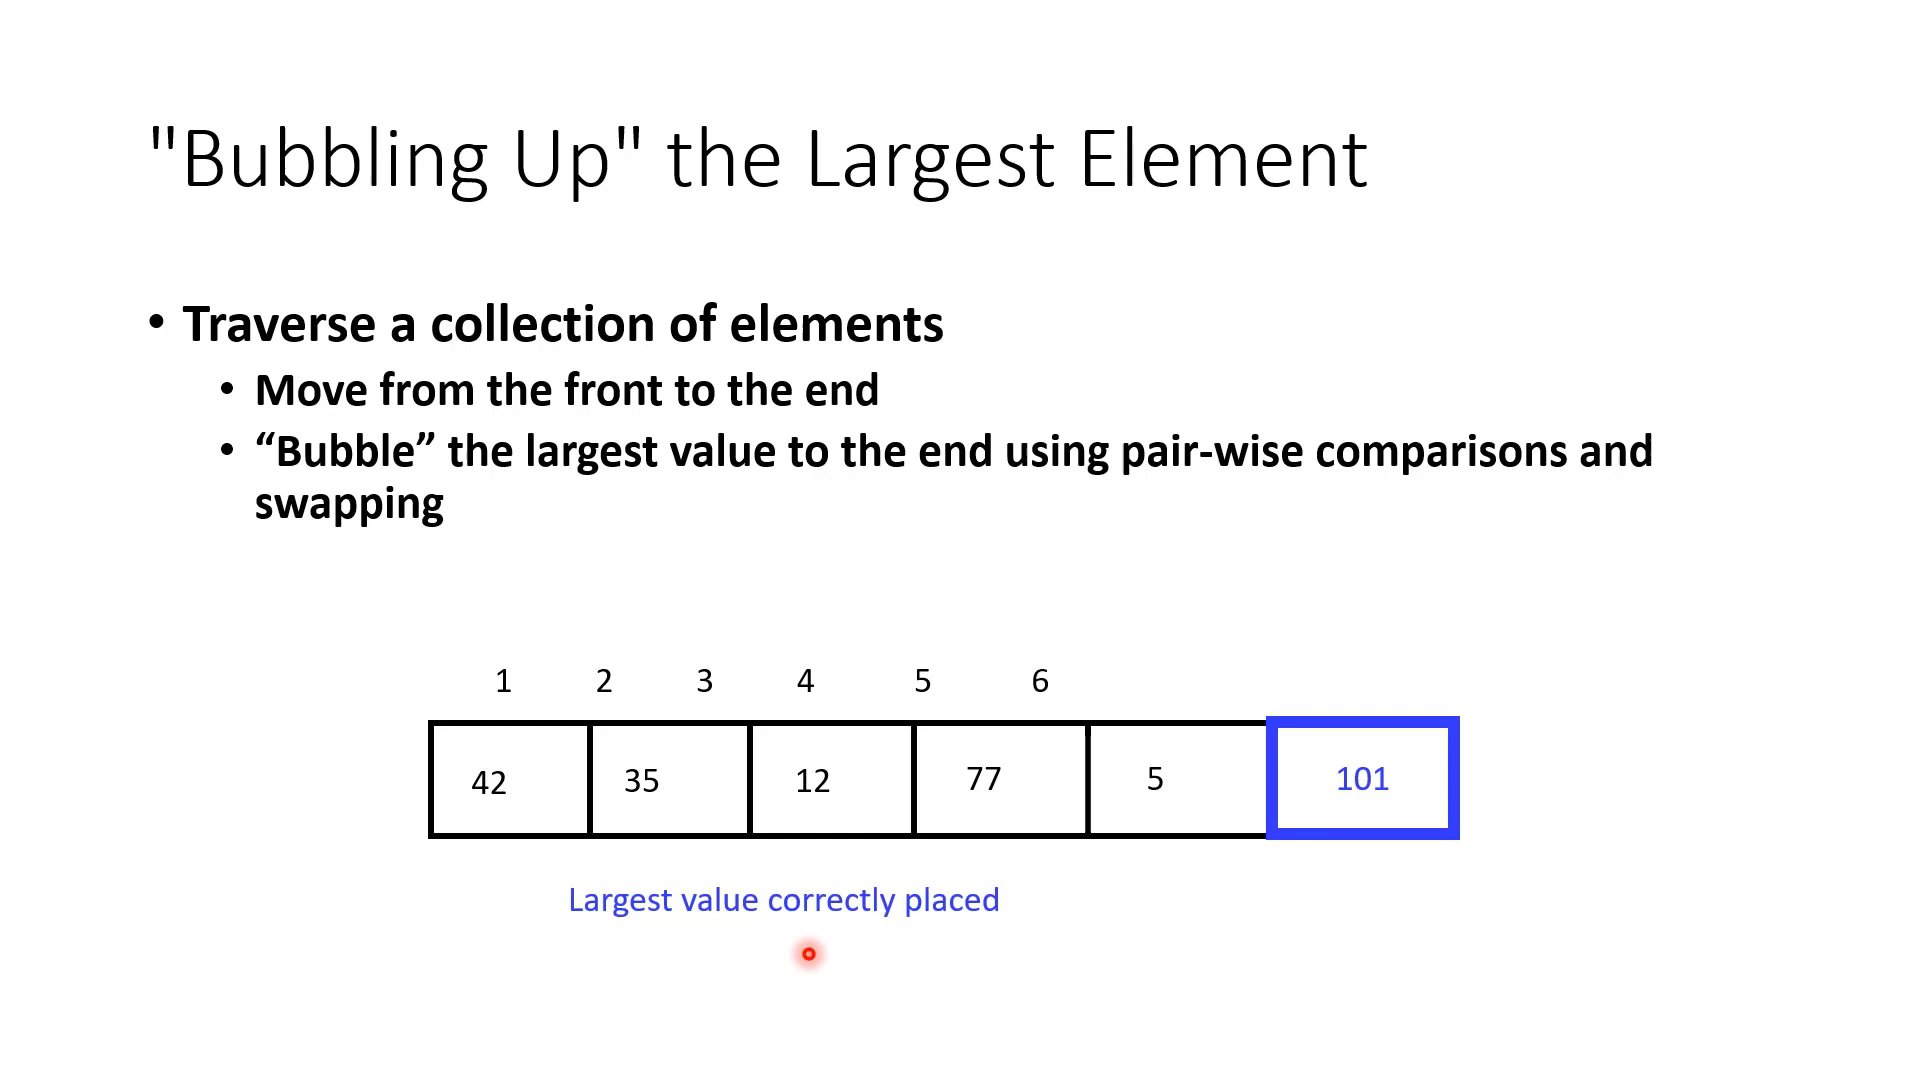 "Bubbling Up" the Largest Element
• Traverse a collection of elements
• Move from the front to the end
• “Bubble” the largest value to the end using pair-wise comparisons and
swapping
1 2 3 4 5 6
42 35 12 77 5 101
Largest value correctly placed